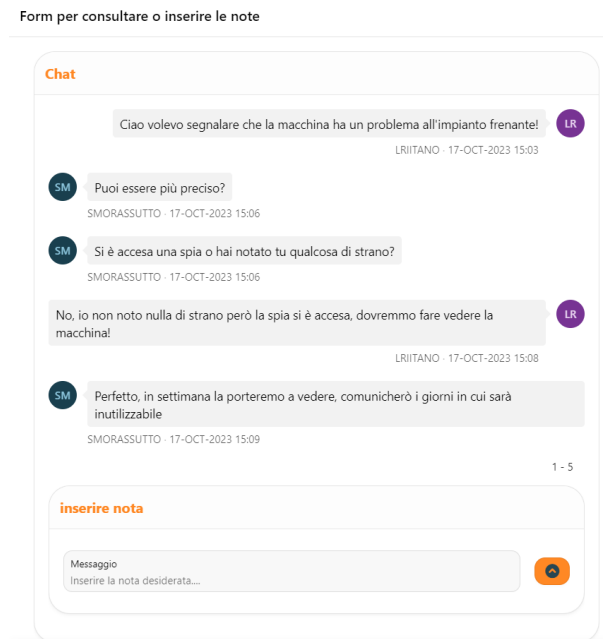 Form per consultare o inserire le note
Chat
Ciao volevo segnalare che la macchina ha un problema all'impianto frenante!
LR
LRIITANO · 17-OCT-2023 15:03
SM
Puoi essere più preciso?
SMORASSUTTO · 17-OCT-2023 15:06
SM
Si è accesa una spia o hai notato tu qualcosa di strano?
SMORASSUTTO · 17-OCT-2023 15:06
No, io non noto nulla di strano però la spia si è accesa, dovremmo fare vedere la
macchina!
LR
LRIITANO · 17-OCT-2023 15:08
SM
Perfetto, in settimana la porteremo a vedere, comunicherò i giorni in cui sarà
inutilizzabile
SMORASSUTTO · 17-OCT-2023 15:09
1 - 5
inserire nota
Messaggio
Inserire la nota desiderata....